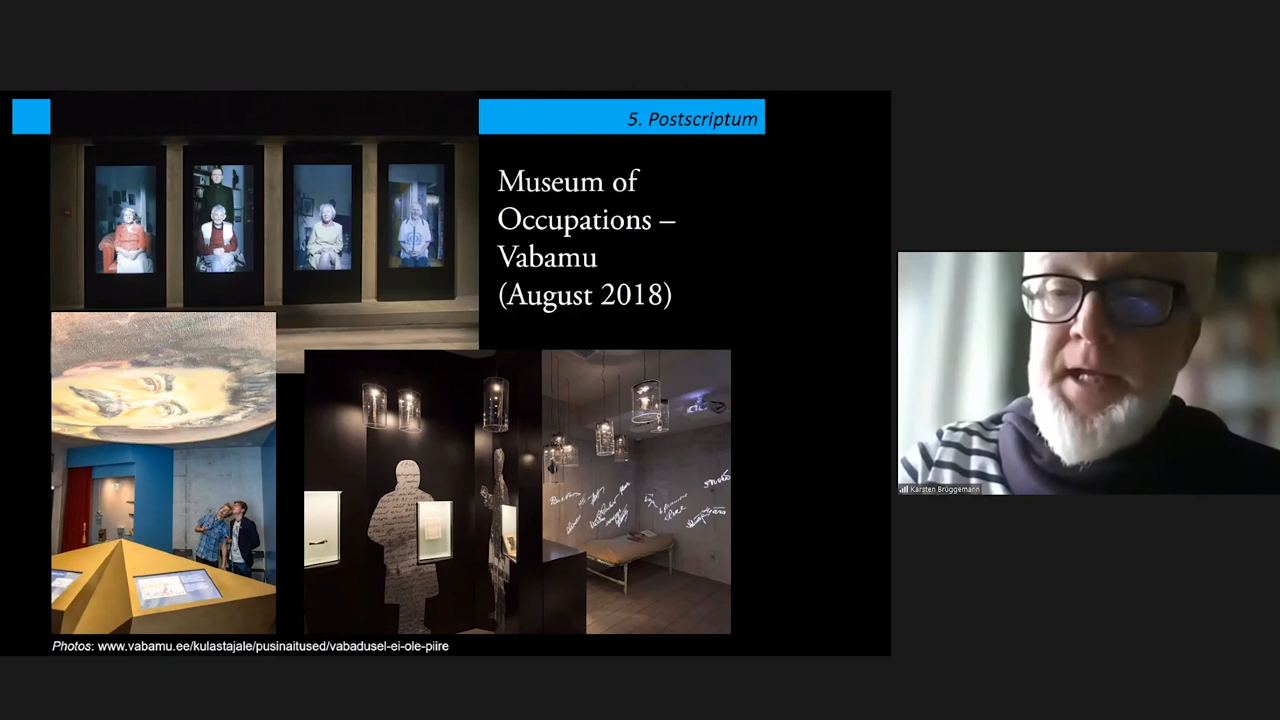 5. Postscriptum
Museum of
Occupations –
Vabamu
(August 2018)
Photos: www.vabamu.ee/kulastajale/pusinaitused/vabadusel-ei-ole-piire
Karsten Brüggemann